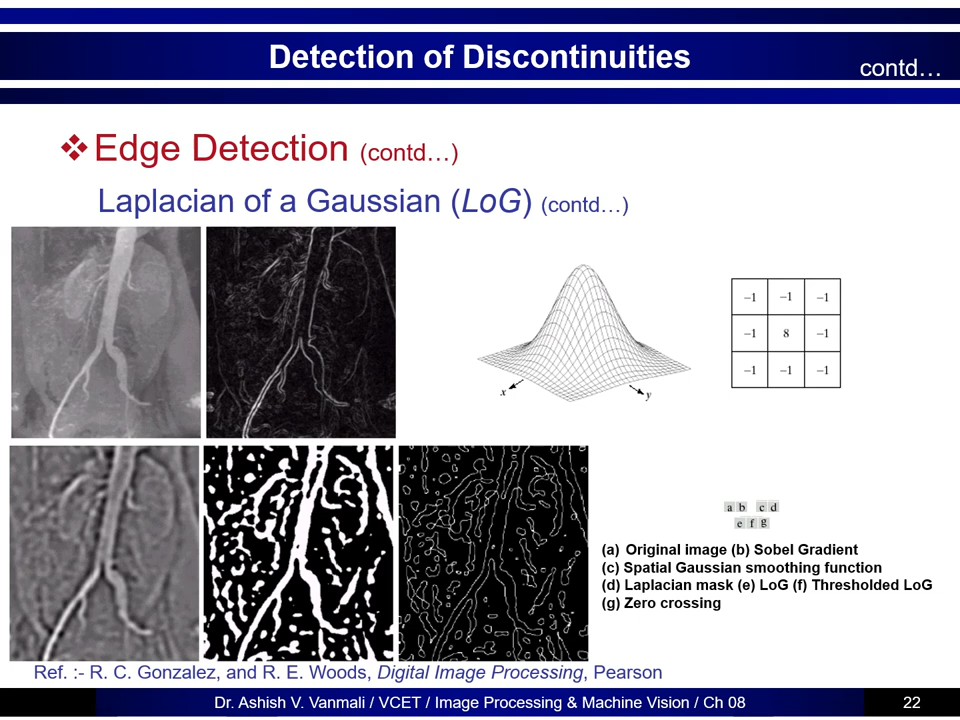 Detection of Discontinuities
contd…
❖Edge Detection (contd…)
Laplacian of a Gaussian (LoG) (contd…)
x
y
–1 –1 –1
–1 8 –1
–1 –1 –1
a b c d
e f g
(a) Original image (b) Sobel Gradient
(c) Spatial Gaussian smoothing function
(d) Laplacian mask (e) LoG (f) Thresholded LoG
(g) Zero crossing
Ref. :- R. C. Gonzalez, and R. E. Woods, Digital Image Processing, Pearson
Dr. Ashish V. Vanmali / VCET / Image Processing & Machine Vision / Ch 08
22